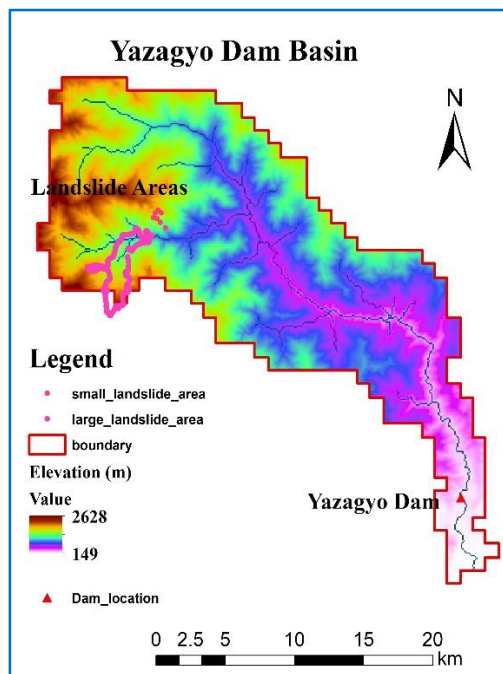 Yazagyo Dam Basin
N
Landslide Areas
Legend
small_landslide_area
large_landslide_area
boundary
Elevation (m)
Value
2628
149
Yazagyo Dam
Dam_location
0 2.5 5 10 15 20
km